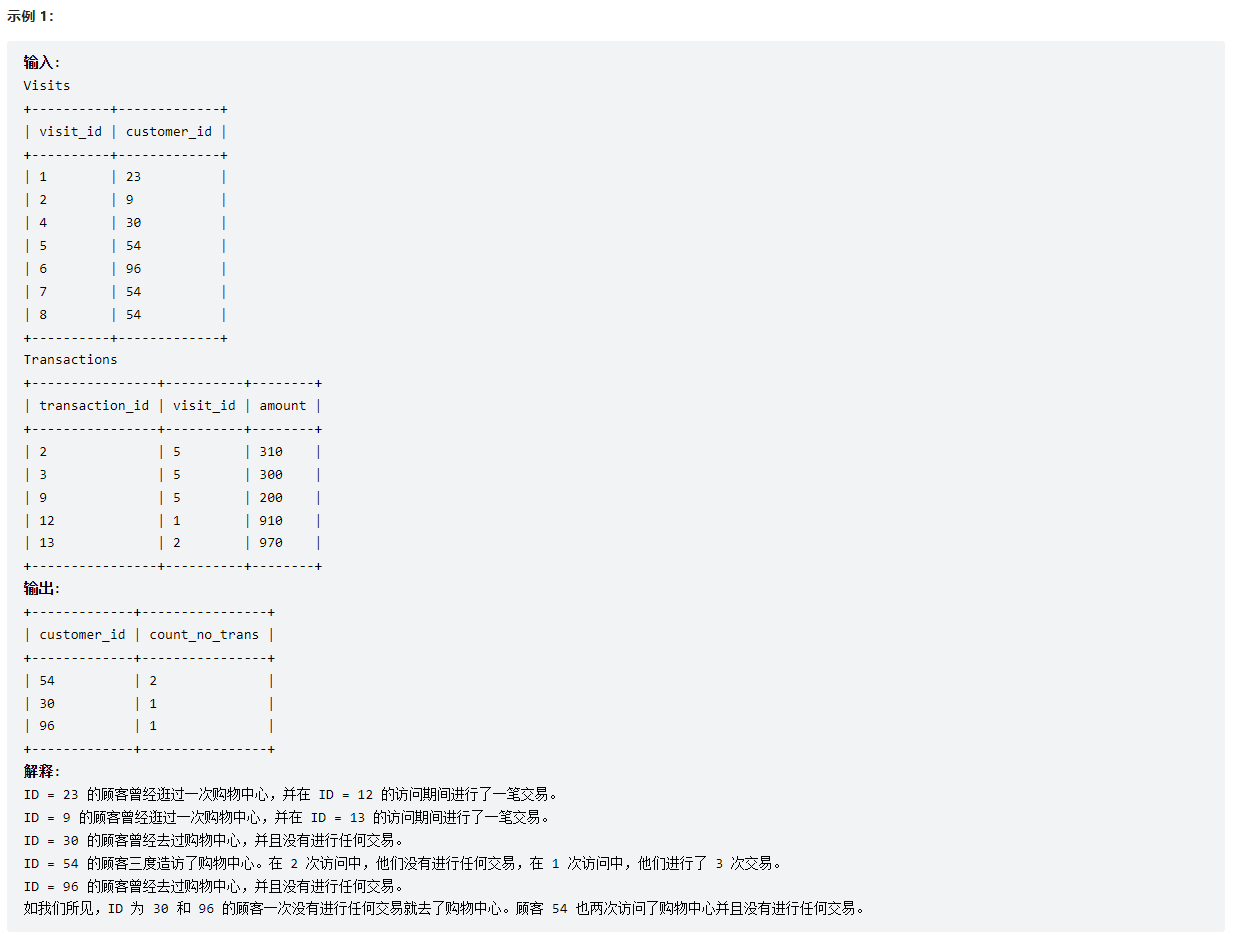 示例 1:
输入:
Visits
+----------+-------------+
| visit_id | customer_id |
+----------+-------------+
| 1        | 23          |
| 2        | 9           |
| 4        | 30          |
| 5        | 54          |
| 6        | 96          |
| 7        | 54          |
| 8        | 54          |
+----------+-------------+
Transactions
+----------------+----------+--------+
| transaction_id | visit_id | amount |
+----------------+----------+--------+
| 2              | 5        | 310    |
| 3              | 5        | 300    |
| 9              | 5        | 200    |
| 12             | 1        | 910    |
| 13             | 2        | 970    |
+----------------+----------+--------+
输出:
+-------------+----------------+
| customer_id | count_no_trans |
+-------------+----------------+
| 54          | 2              |
| 30          | 1              |
| 96          | 1              |
+-------------+----------------+
解释:
ID = 23 的顾客曾经逛过一次购物中心，并在 ID = 12 的访问期间进行了一笔交易。
ID = 9 的顾客曾经逛过一次购物中心，并在 ID = 13 的访问期间进行了一笔交易。
ID = 30 的顾客曾经去过购物中心，并且没有进行任何交易。
ID = 54 的顾客三度造访了购物中心。在 2 次访问中，他们没有进行任何交易，在 1 次访问中，他们进行了 3 次交易。
ID = 96 的顾客曾经去过购物中心，并且没有进行任何交易。
如我们所见，ID 为 30 和 96 的顾客一次没有进行任何交易就去了购物中心。顾客 54 也两次访问了购物中心并且没有进行任何交易。